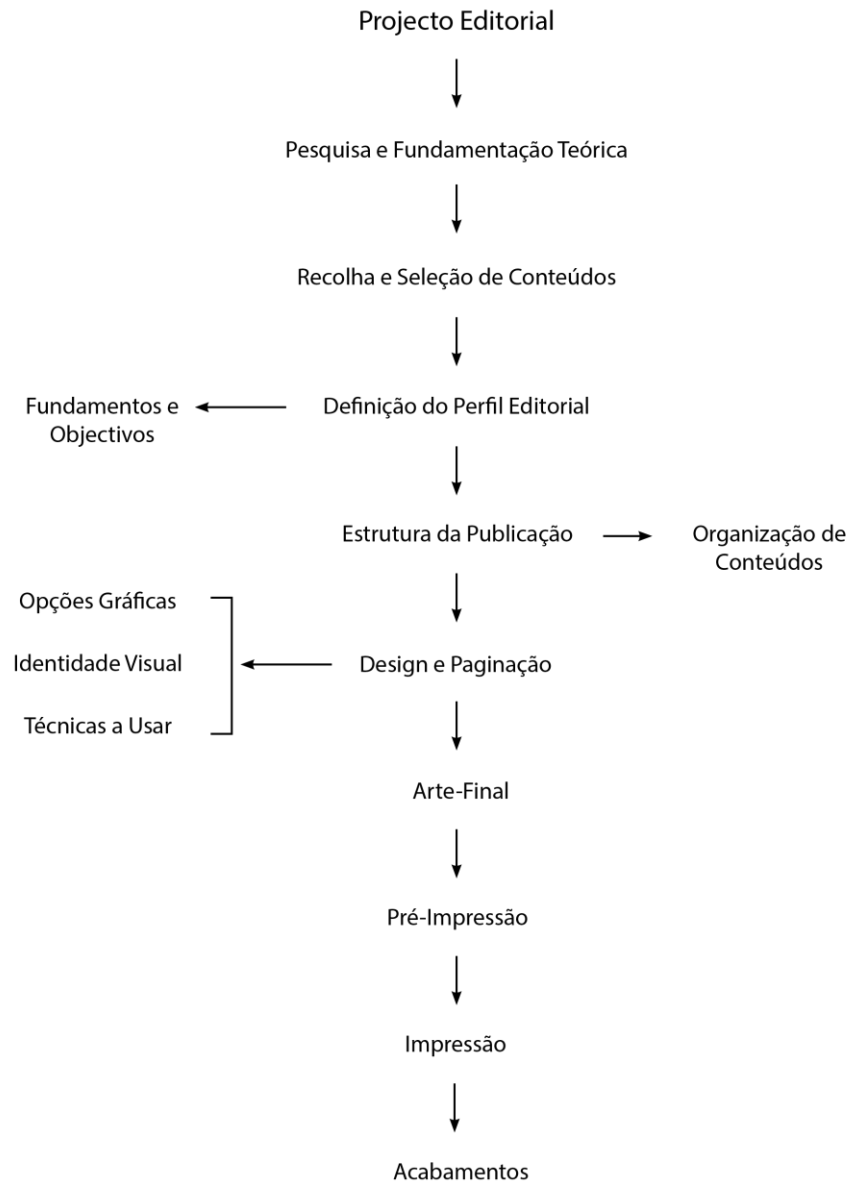 Projecto Editorial
Pesquisa e Fundamentação Teórica
Recolha e Seleção de Conteúdos
Fundamentos e
Objectivos
Definição do Perfil Editorial
Estrutura da Publicação
Organização de
Conteúdos
Opções Gráficas
Identidade Visual
Técnicas a Usar
Design e Paginação
Arte-Final
Pré-Impressão
Impressão
Acabamentos